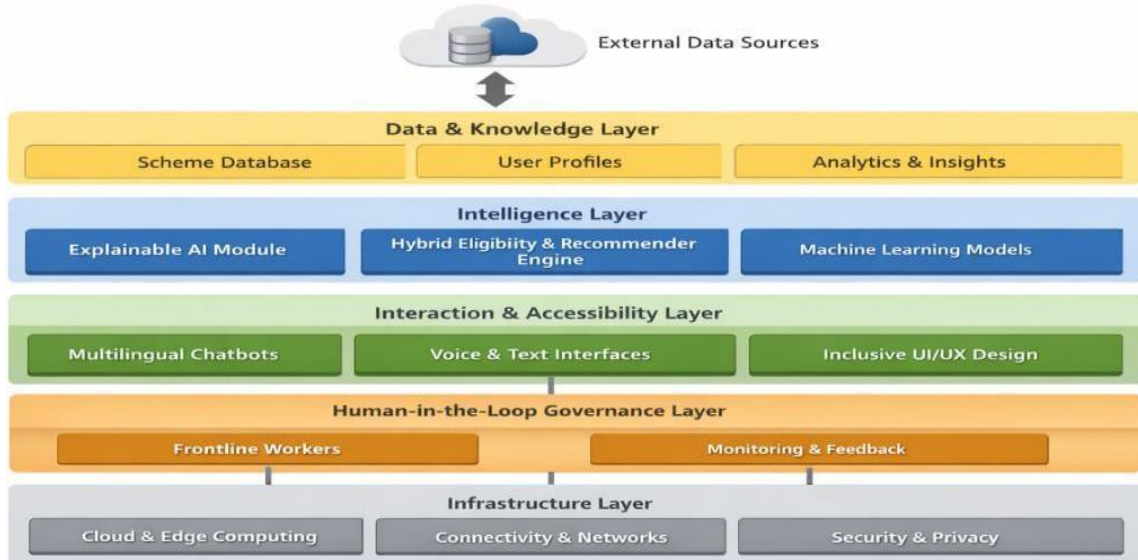 External Data Sources
Data & Knowledge Layer
Scheme Database
User Profiles
Analytics & Insights
Intelligence Layer
Explainable AI Module
Hybrid Eligibiity & Recommender
Engine
Machine Learning Models
Interaction & Accessibility Layer
Multilingual Chatbots
Voice & Text Interfaces
Inclusive UI/UX Design
Human-in-the-Loop Governance Layer
Frontline Workers
Monitoring & Feedback
Infrastructure Layer
Cloud & Edge Computing
Connectivity & Networks
Security & Privacy